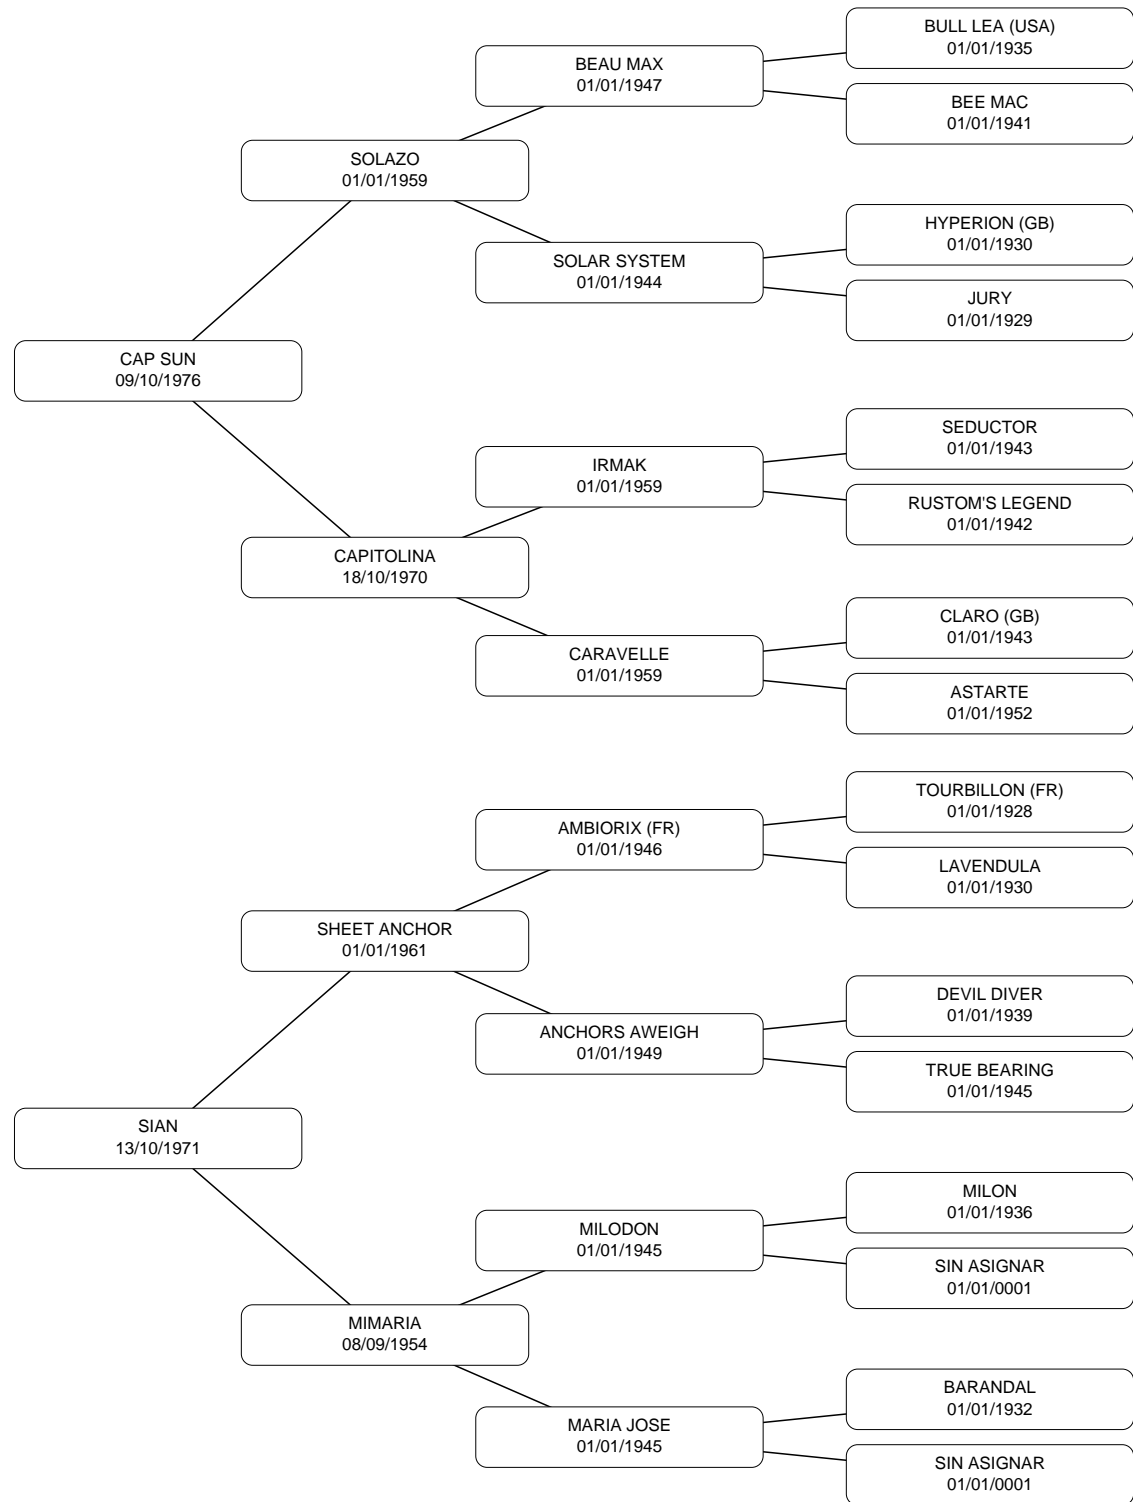 BULL LEA (USA)
01/01/1935
BEAU MAX
01/01/1947
BEE MAC
01/01/1941
SOLAZO
01/01/1959
HYPERION (GB)
01/01/1930
SOLAR SYSTEM
01/01/1944
JURY
01/01/1929
CAP SUN
09/10/1976
SEDUCTOR
01/01/1943
IRMAK
01/01/1959
RUSTOM'S LEGEND
01/01/1942
CAPITOLINA
18/10/1970
CLARO (GB)
01/01/1943
CARAVELLE
01/01/1959
ASTARTE
01/01/1952
TOURBILLON (FR)
01/01/1928
AMBIORIX (FR)
01/01/1946
LAVENDULA
01/01/1930
SHEET ANCHOR
01/01/1961
DEVIL DIVER
01/01/1939
ANCHORS AWEIGH
01/01/1949
TRUE BEARING
01/01/1945
SIAN
13/10/1971
MILON
01/01/1936
MILODON
01/01/1945
SIN ASIGNAR
01/01/0001
MIMARIA
08/09/1954
BARANDAL
01/01/1932
MARIA JOSE
01/01/1945
SIN ASIGNAR
01/01/0001